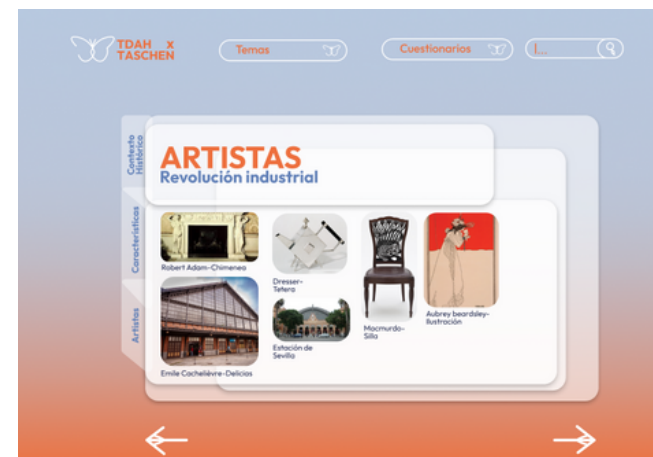 TDAH x
TASCHEN
Temas
Cuestionarios
|...
Contexto
Histórico
Características
Artistas
ARTISTAS
Revolución industrial
Robert Adam-Chimenea
Dresser-
Tetera
Macmurdo-
Silla
Aubrey beardsley-
Ilustración
Estación de
Sevilla
Emile Cachelièvre-Delicias